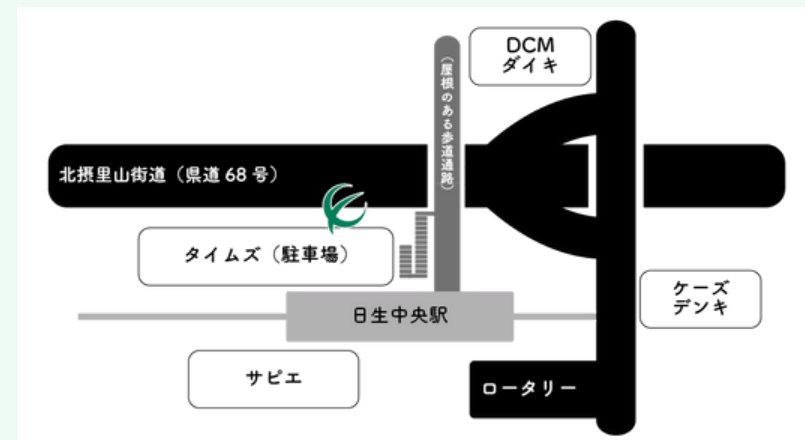 DCM
ダイキ
（屋根のある歩道通路）
北摂里山街道（県道 68 号）
タイムズ（駐車場）
ケーズ
デンキ
日生中央駅
サピエ
ロータリー